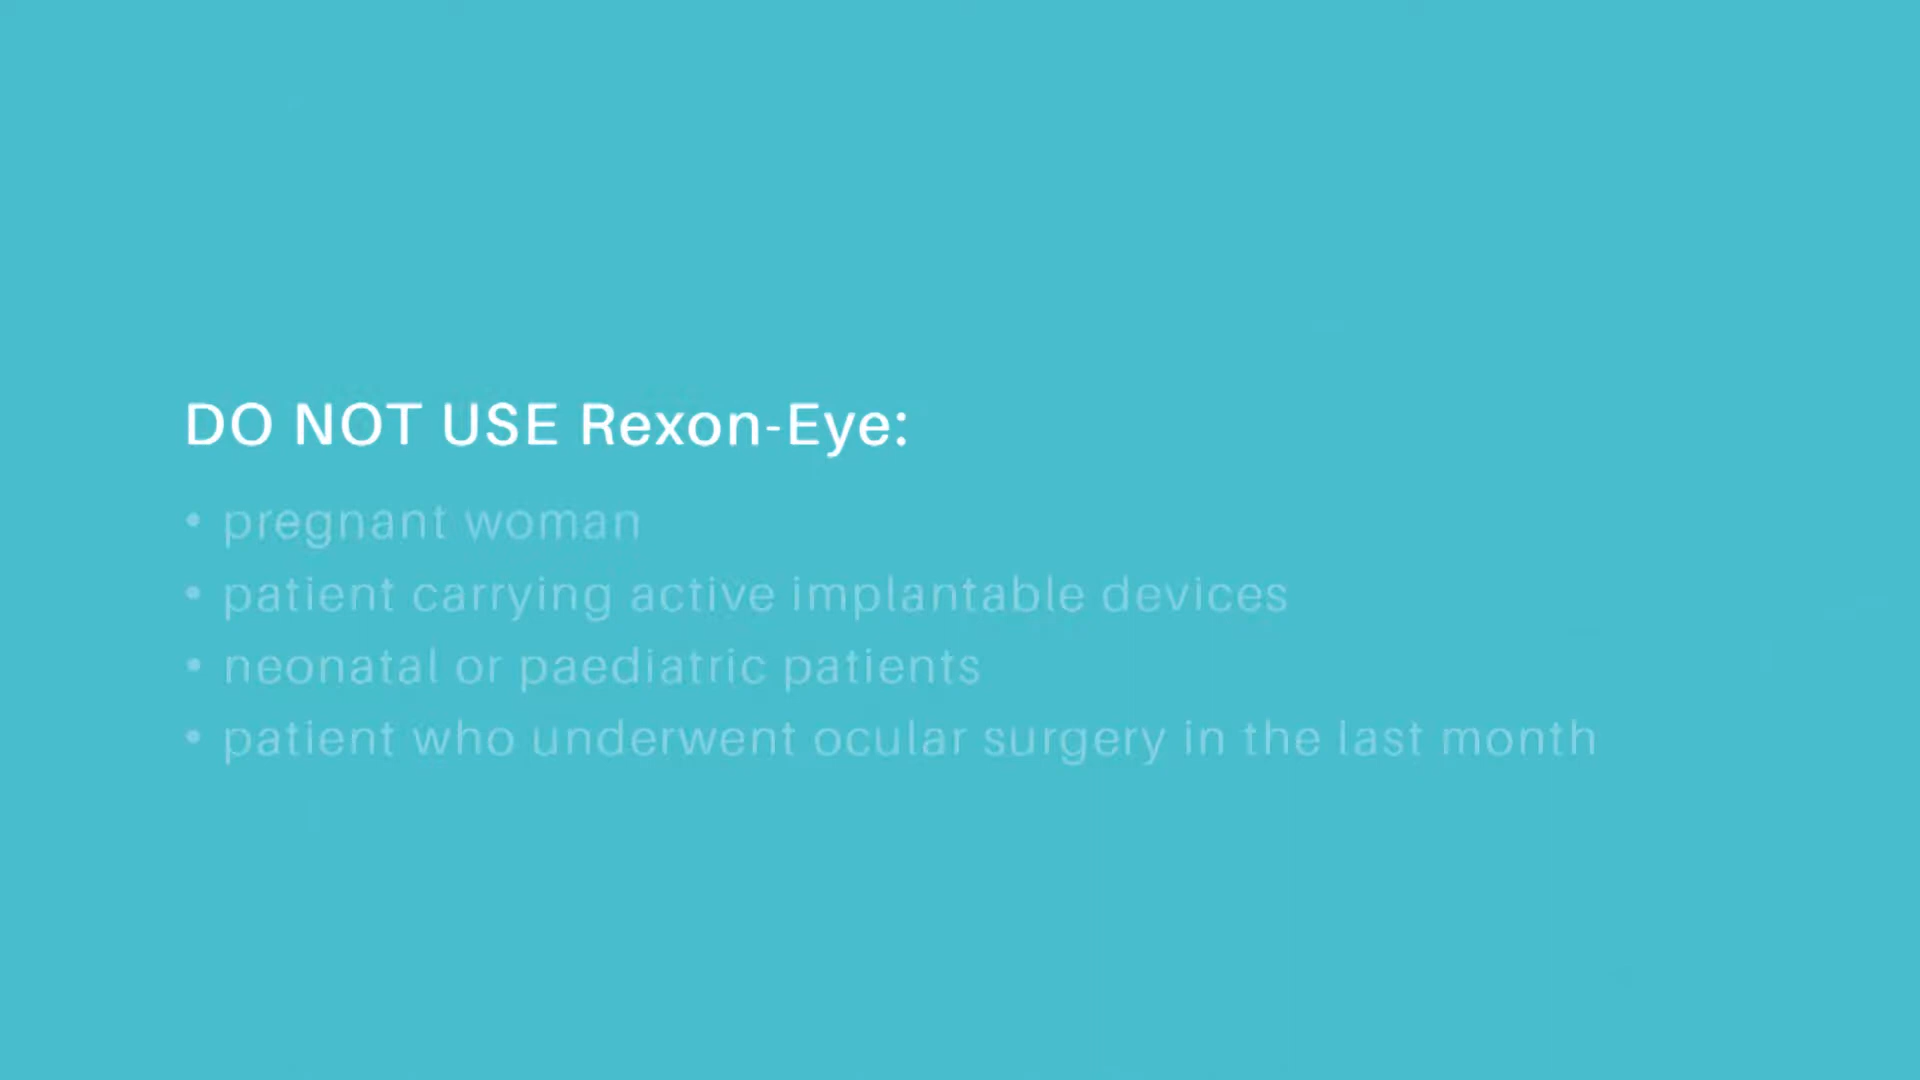 DO NOT USE Rexon-Eye:
• pregnant woman
• patient carrying active implantable devices
• neonatal or paediatric patients
• patient who underwent ocular surgery in the last month